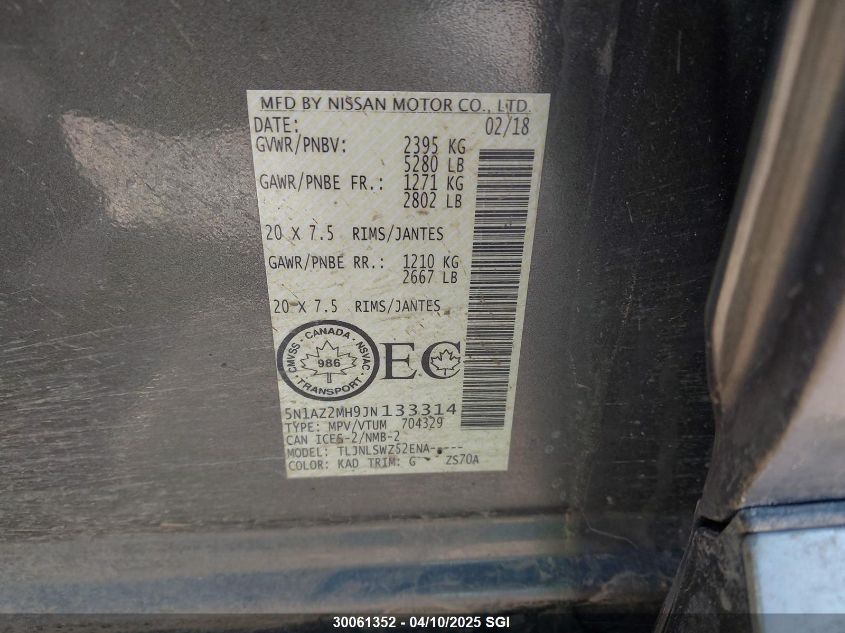 MFD BY NISSAN MOTOR CO., LTD.
DATE: 02/18
GVWR/PNBV: 2395 KG
5280 LB
GAWR/PNBE FR.: 1271 KG
2802 LB
20 X 7.5 RIMS/JANTES
GAWR/PNBE RR.: 1210 KG
2667 LB
20 X 7.5 RIMS/JANTES
CMVSS · CANADA · NSVAC
986
TRANSPORT
EC
5N1AZ2MH9JN133314
TYPE: MPV/VTUM 704329
CAN ICES-2/NMB-2
MODEL: TLJNLSWZ52ENA-----
COLOR: KAD TRIM: G ZS70A
30061352 - 04/10/2025 SGI